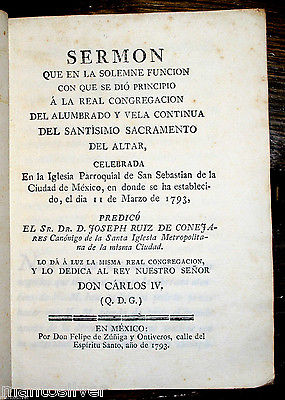 SERMON
QUE EN LA SOLEMNE FUNCION
CON QUE SE DIÓ PRINCIPIO
Á LA REAL CONGREGACION
DEL ALUMBRADO Y VELA CONTINUA
DEL SANTÍSIMO SACRAMENTO
DEL ALTAR,
CELEBRADA
En la Iglesia Parroquial de San Sebastian de la
Ciudad de México, en donde se ha estableci-
do, el dia 11 de Marzo de 1793,
PREDICÓ
EL SR. DR. D. JOSEPH RUIZ DE CONEJA-
RES Canónigo de la Santa Iglesia Metropolita-
na de la misma Ciudad.
LO DÁ Á LUZ LA MISMA REAL CONGREGACION,
Y LO DEDICA AL REY NUESTRO SEÑOR
DON CÁRLOS IV.
(Q. D. G.)
EN MÉXICO:
Por Don Felipe de Zúñiga y Ontiveros, calle del
Espíritu Santo, año de 1793.
mantosilver